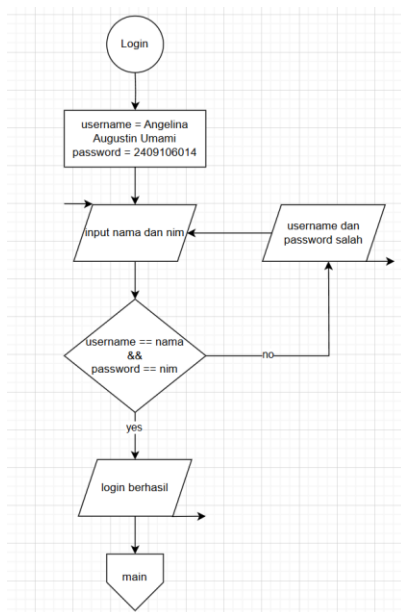 Login
username = Angelina
Augustin Umami
password = 2409106014
input nama dan nim
username dan
password salah
username == nama
&&
password == nim
no
yes
login berhasil
main